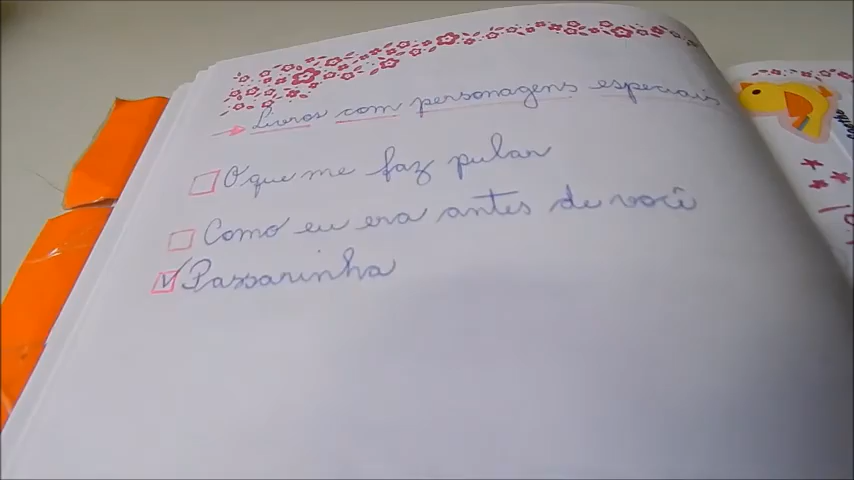 Livros com personagens especiais
O que me faz pular
Como eu era antes de você
Passarinha